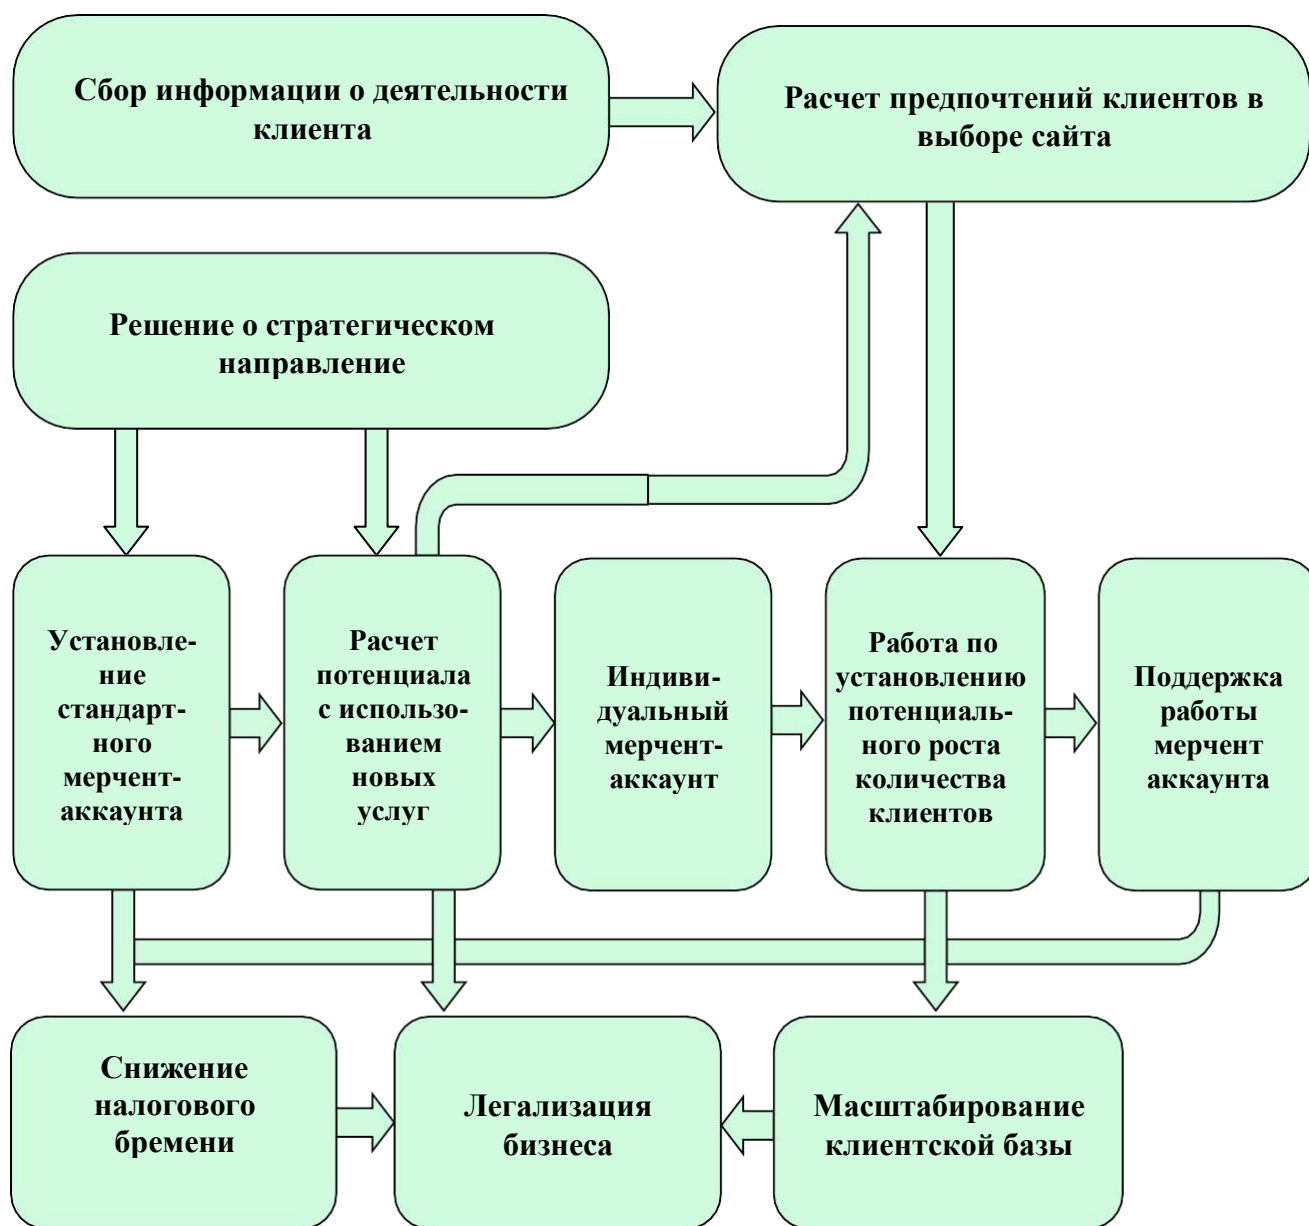 Сбор информации о деятельности
клиента
Расчет предпочтений клиентов в
выборе сайта
Решение о стратегическом
направление
Установле-
ние
стандарт-
ного
мерчент-
аккаунта
Расчет
потенциала
с использо-
ванием
новых
услуг
Индиви-
дуальный
мерчент-
аккаунт
Работа по
установлению
потенциаль-
ного роста
количества
клиентов
Поддержка
работы
мерчент
аккаунта
Снижение
налогового
бремени
Легализация
бизнеса
Масштабирование
клиентской базы